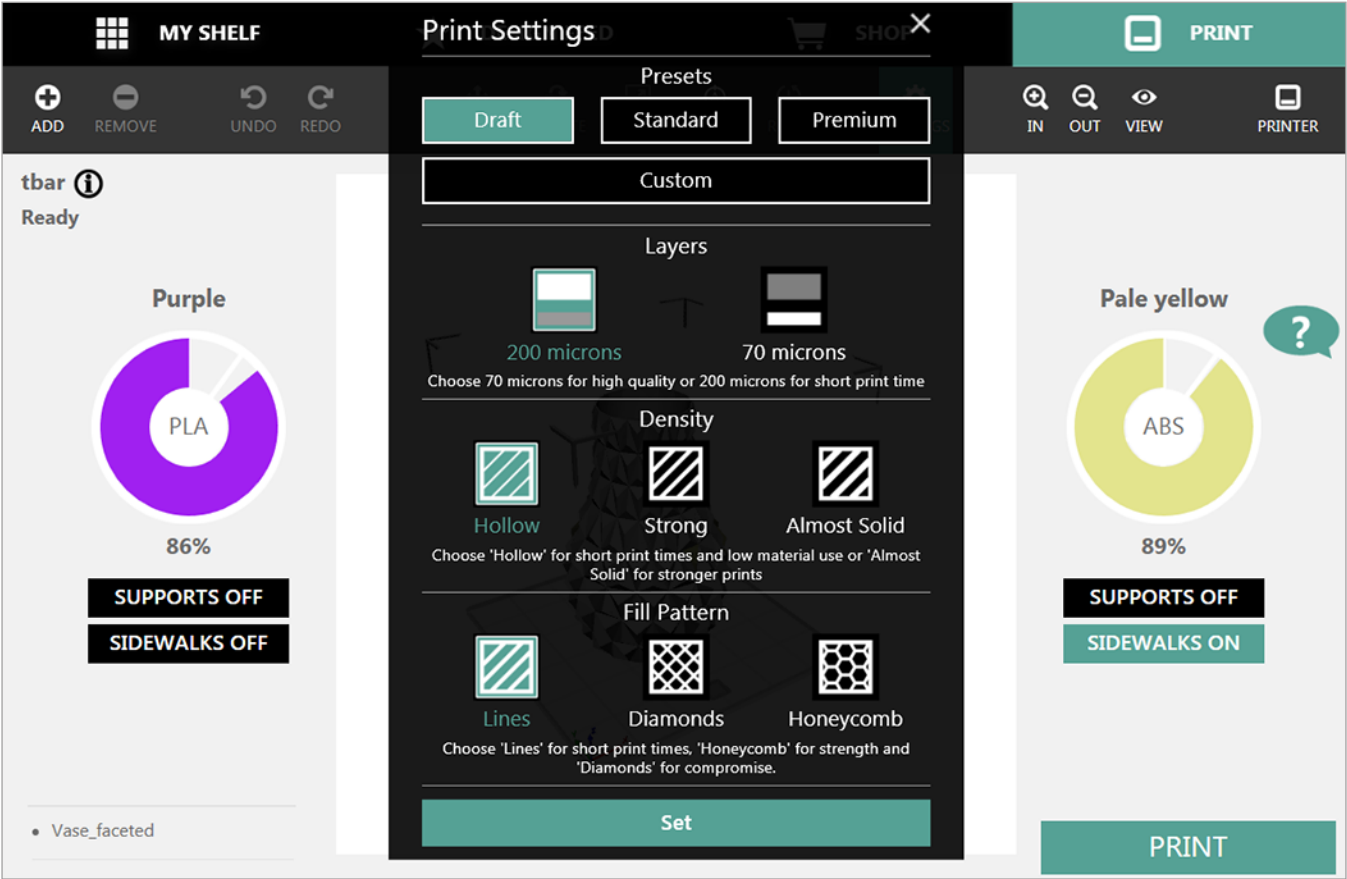 MY SHELF
Print Settings
SHOP
PRINT
Presets
ADD
REMOVE
UNDO
REDO
Draft
Standard
Premium
IN
OUT
VIEW
PRINTER
Custom
tbar
Ready
Layers
200 microns
70 microns
Choose 70 microns for high quality or 200 microns for short print time
Purple
PLA
86%
SUPPORTS OFF
SIDEWALKS OFF
Density
Hollow
Strong
Almost Solid
Choose 'Hollow' for short print times and low material use or 'Almost
Solid' for stronger prints
Fill Pattern
Lines
Diamonds
Honeycomb
Choose 'Lines' for short print times, 'Honeycomb' for strength and
'Diamonds' for compromise.
Set
Pale yellow
?
ABS
89%
SUPPORTS OFF
SIDEWALKS ON
Vase_faceted
PRINT